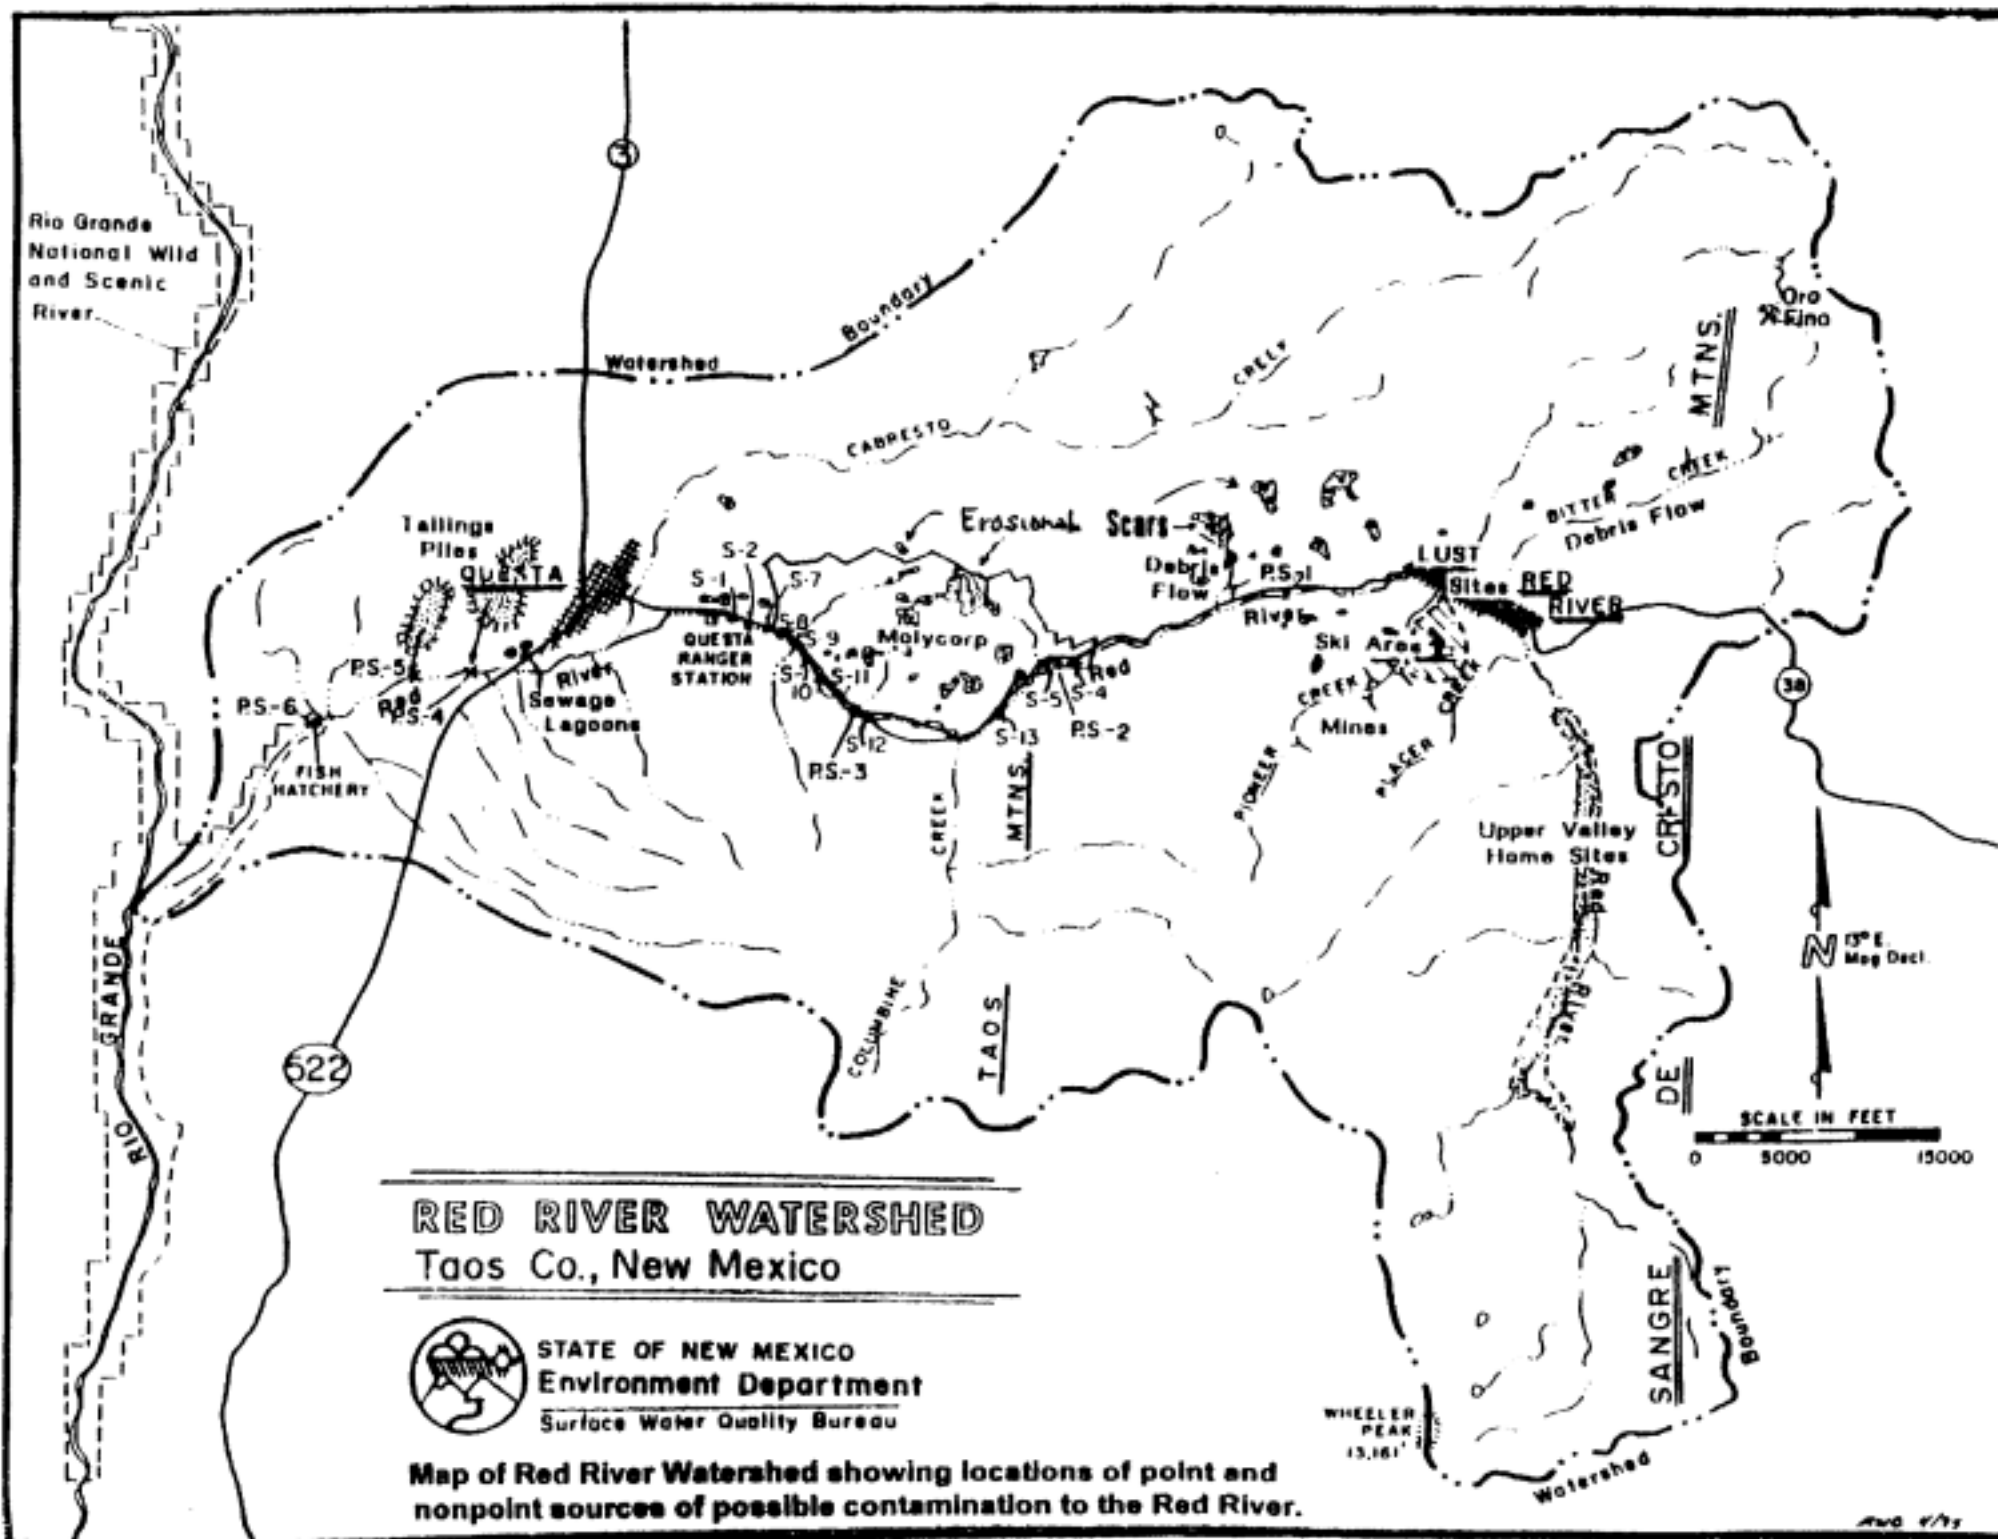 3
Rio Grande
National Wild
and Scenic
River
Boundary
Watershed
Oro
Fino
MTNS.
CREEK
CABRESTO
CREEK
BITTER
Debris Flow
Tailings
Piles
QUESTA
Erosional Scars
S-2
S-1
S-7
S-8
S-9
S-10
S-11
S-12
Debris
Flow
P.S.-1
River
LUST
Sites
RED
RIVER
QUESTA
RANGER
STATION
Molycorp
Ski Area
P.S.-5
Red
P.S.-4
P.S.-6
River
Sewage
Lagoons
Red
S-5
S-4
S-13
P.S.-2
P.S.-3
CREEK
CREEK
Mines
38
FISH
HATCHERY
PIONEER
PLACER
CREEK
MTNS.
CRISTO
Upper Valley
Home Sites
Red
River
N
13° E.
Mag Decl.
GRANDE
RIO
522
COLUMBINE
TAOS
DE
SCALE IN FEET
0 5000 15000
RED RIVER WATERSHED
Taos Co., New Mexico
STATE OF NEW MEXICO
Environment Department
Surface Water Quality Bureau
SANGRE
Boundary
WHEELER
PEAK
13,161'
Watershed
Map of Red River Watershed showing locations of point and
nonpoint sources of possible contamination to the Red River.